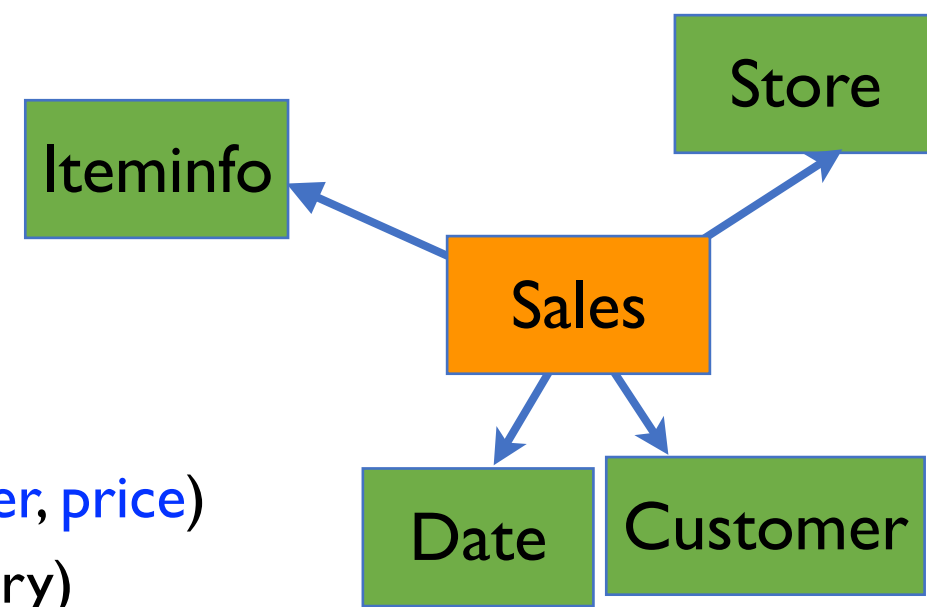 Store
Iteminfo
Sales
er, price)
Date
Customer
ry)